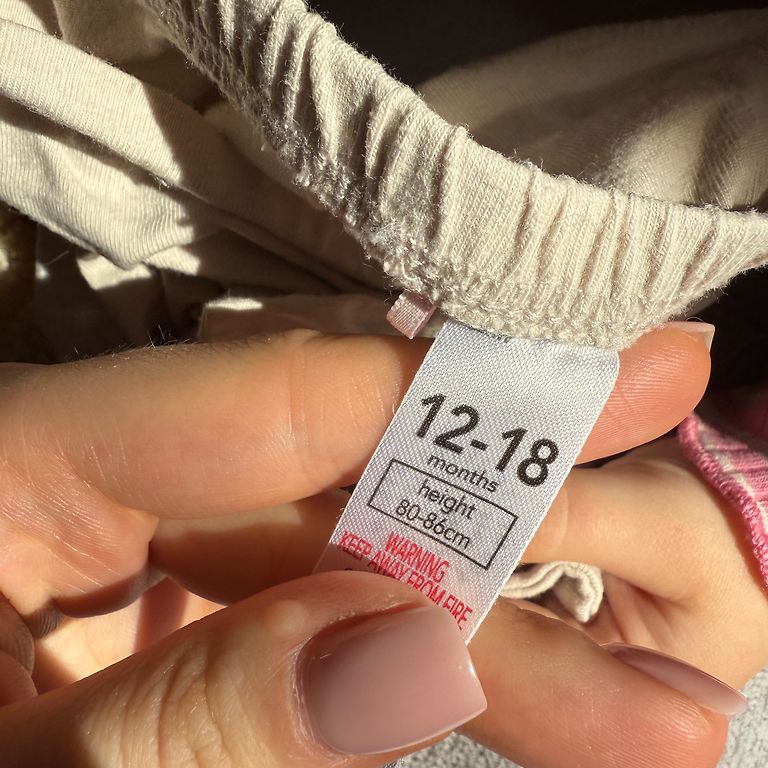 12-18
months
height
80-86cm
WARNING
KEEP AWAY FROM FIRE